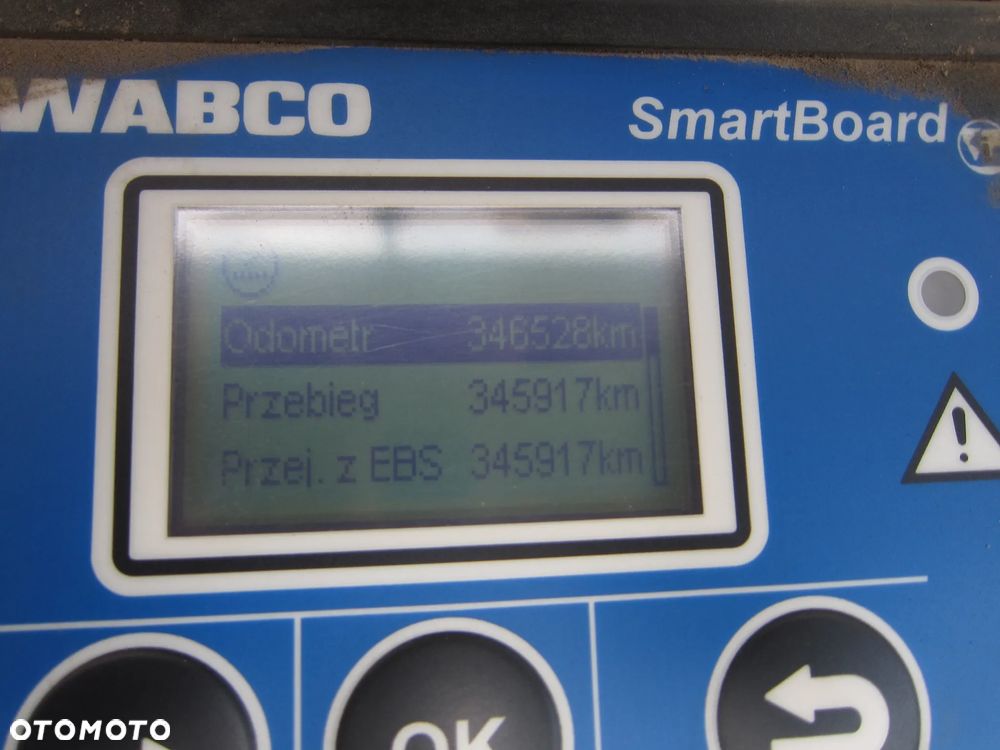 WABCO
SmartBoard
Odometr 346528km
Przebieg 345917km
Przej. z EBS 345917km
OK
OTOMOTO